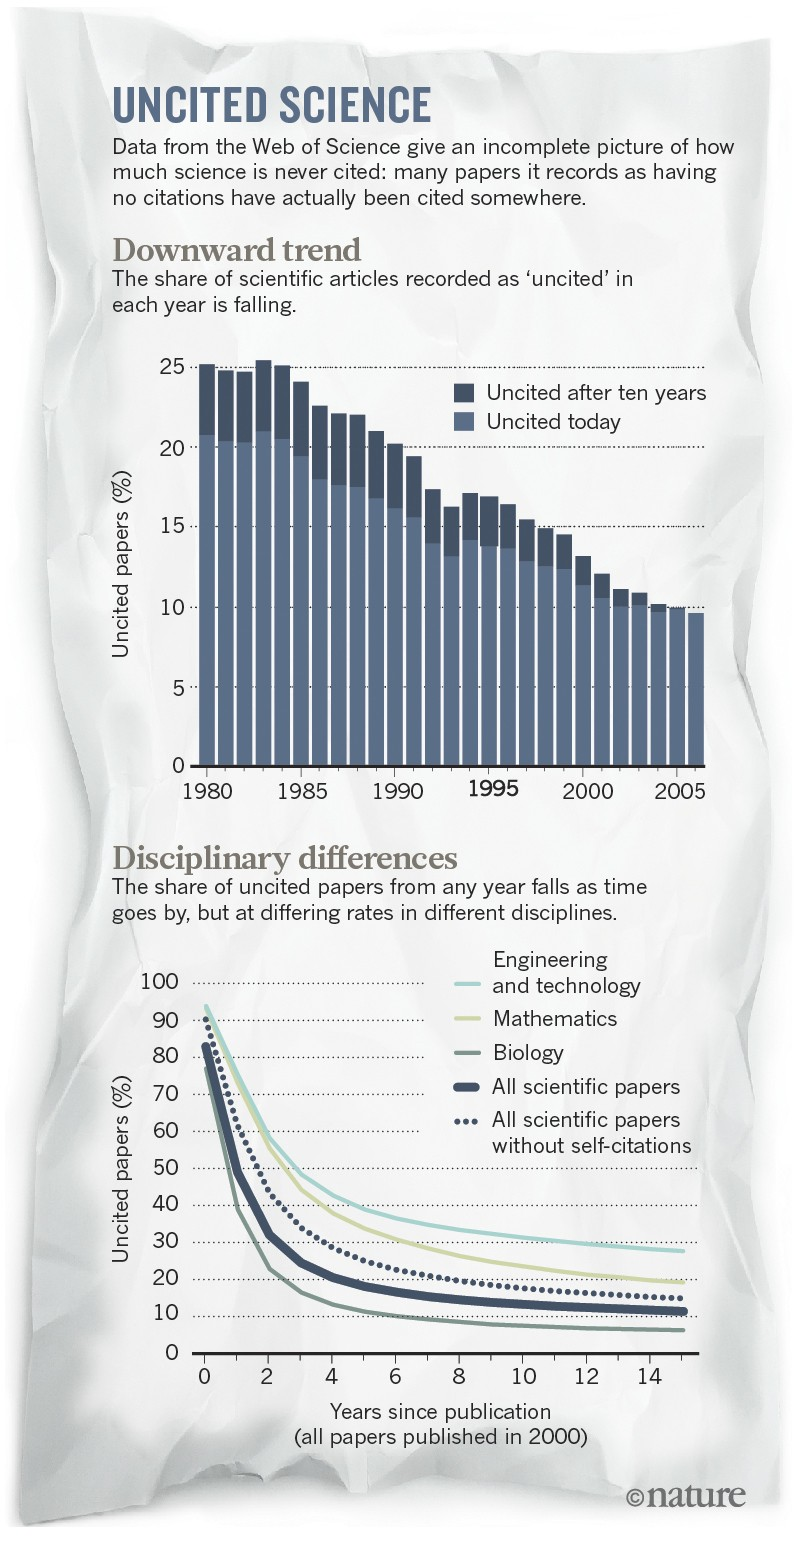 UNCITED SCIENCE
Data from the Web of Science give an incomplete picture of how
much science is never cited: many papers it records as having
no citations have actually been cited somewhere.
Downward trend
The share of scientific articles recorded as ‘uncited’ in
each year is falling.
25
Uncited after ten years
Uncited today
20
15
10
5
0
Uncited papers (%)
1980 1985 1990 1995 2000 2005
Disciplinary differences
The share of uncited papers from any year falls as time
goes by, but at differing rates in different disciplines.
Engineering
and technology
Mathematics
Biology
All scientific papers
All scientific papers
without self-citations
100
90
80
70
60
50
40
30
20
10
0
Uncited papers (%)
0 2 4 6 8 10 12 14
Years since publication
(all papers published in 2000)
©nature